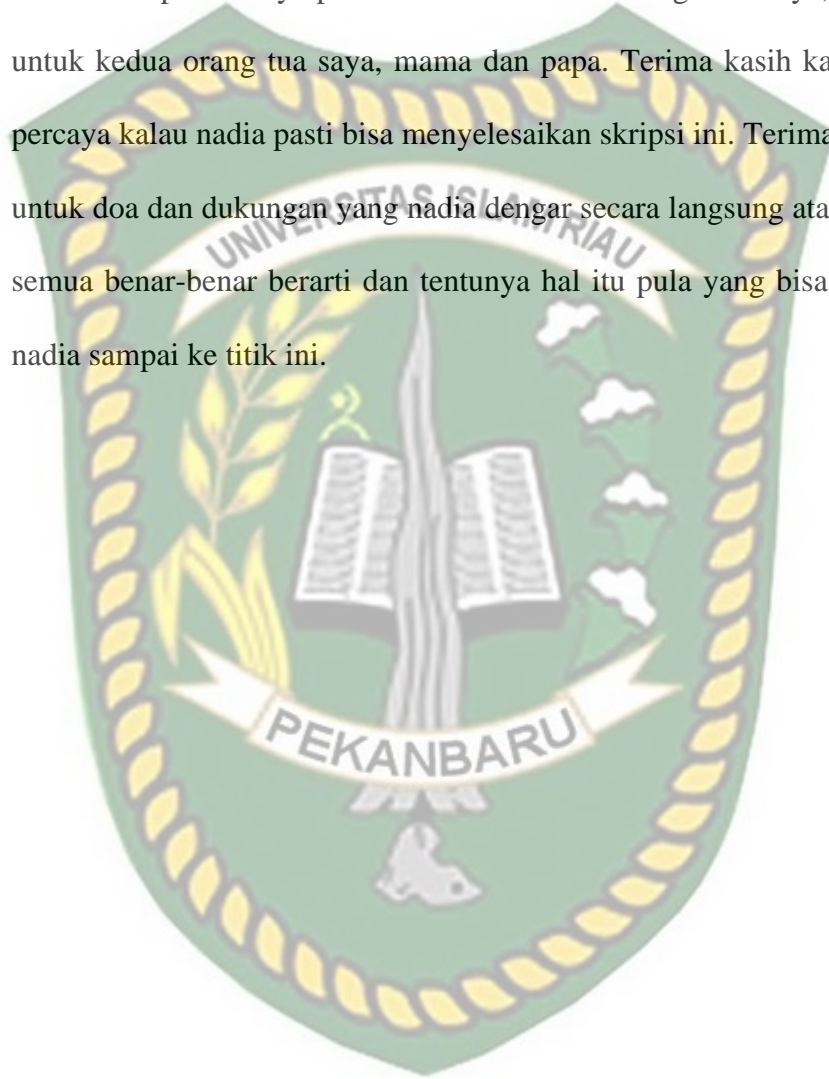 untuk kedua orang tua saya, mama dan papa. Terima kasih
percaya kalau nadia pasti bisa menyelesaikan skripsi ini. Terima
untuk doa dan dukungan yang nadia dengar secara langsung
semua benar-benar berarti dan tentunya hal itu pula yang bisa
nadia sampai ke titik ini.
UNIVERSITAS ISLAM RIAU
PEKANBARU